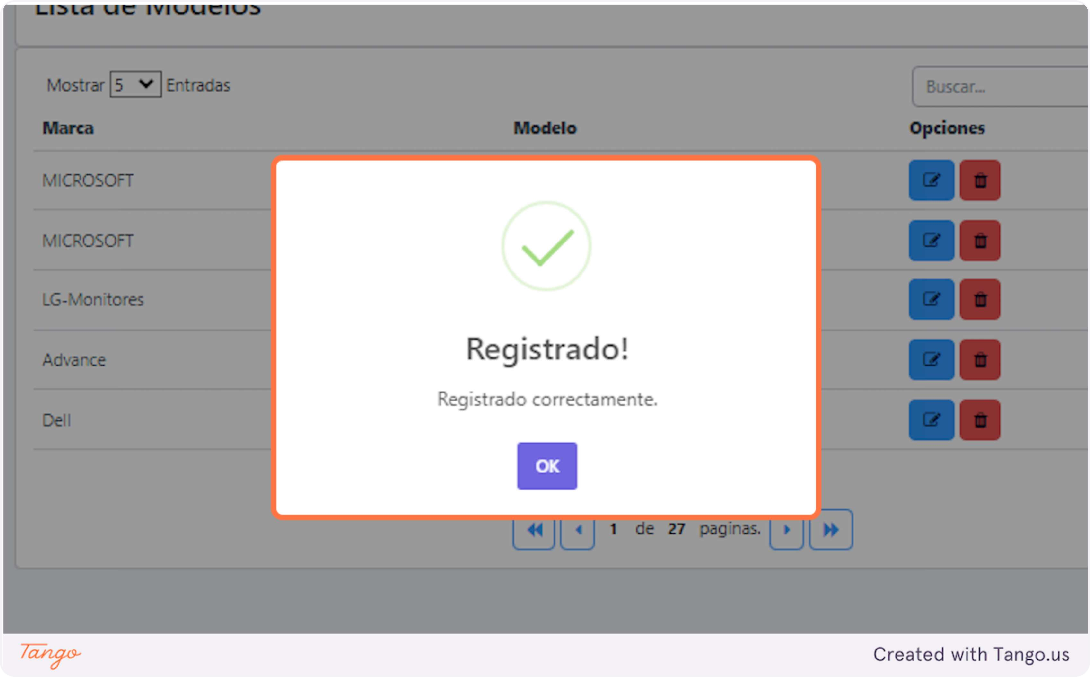 Lista de Modelos
Mostrar 5 Entradas
Buscar...
Marca Modelo Opciones
MICROSOFT
MICROSOFT
LG-Monitores
Advance
Dell
Registrado!
Registrado correctamente.
OK
1 de 27 paginas.
Tango
Created with Tango.us